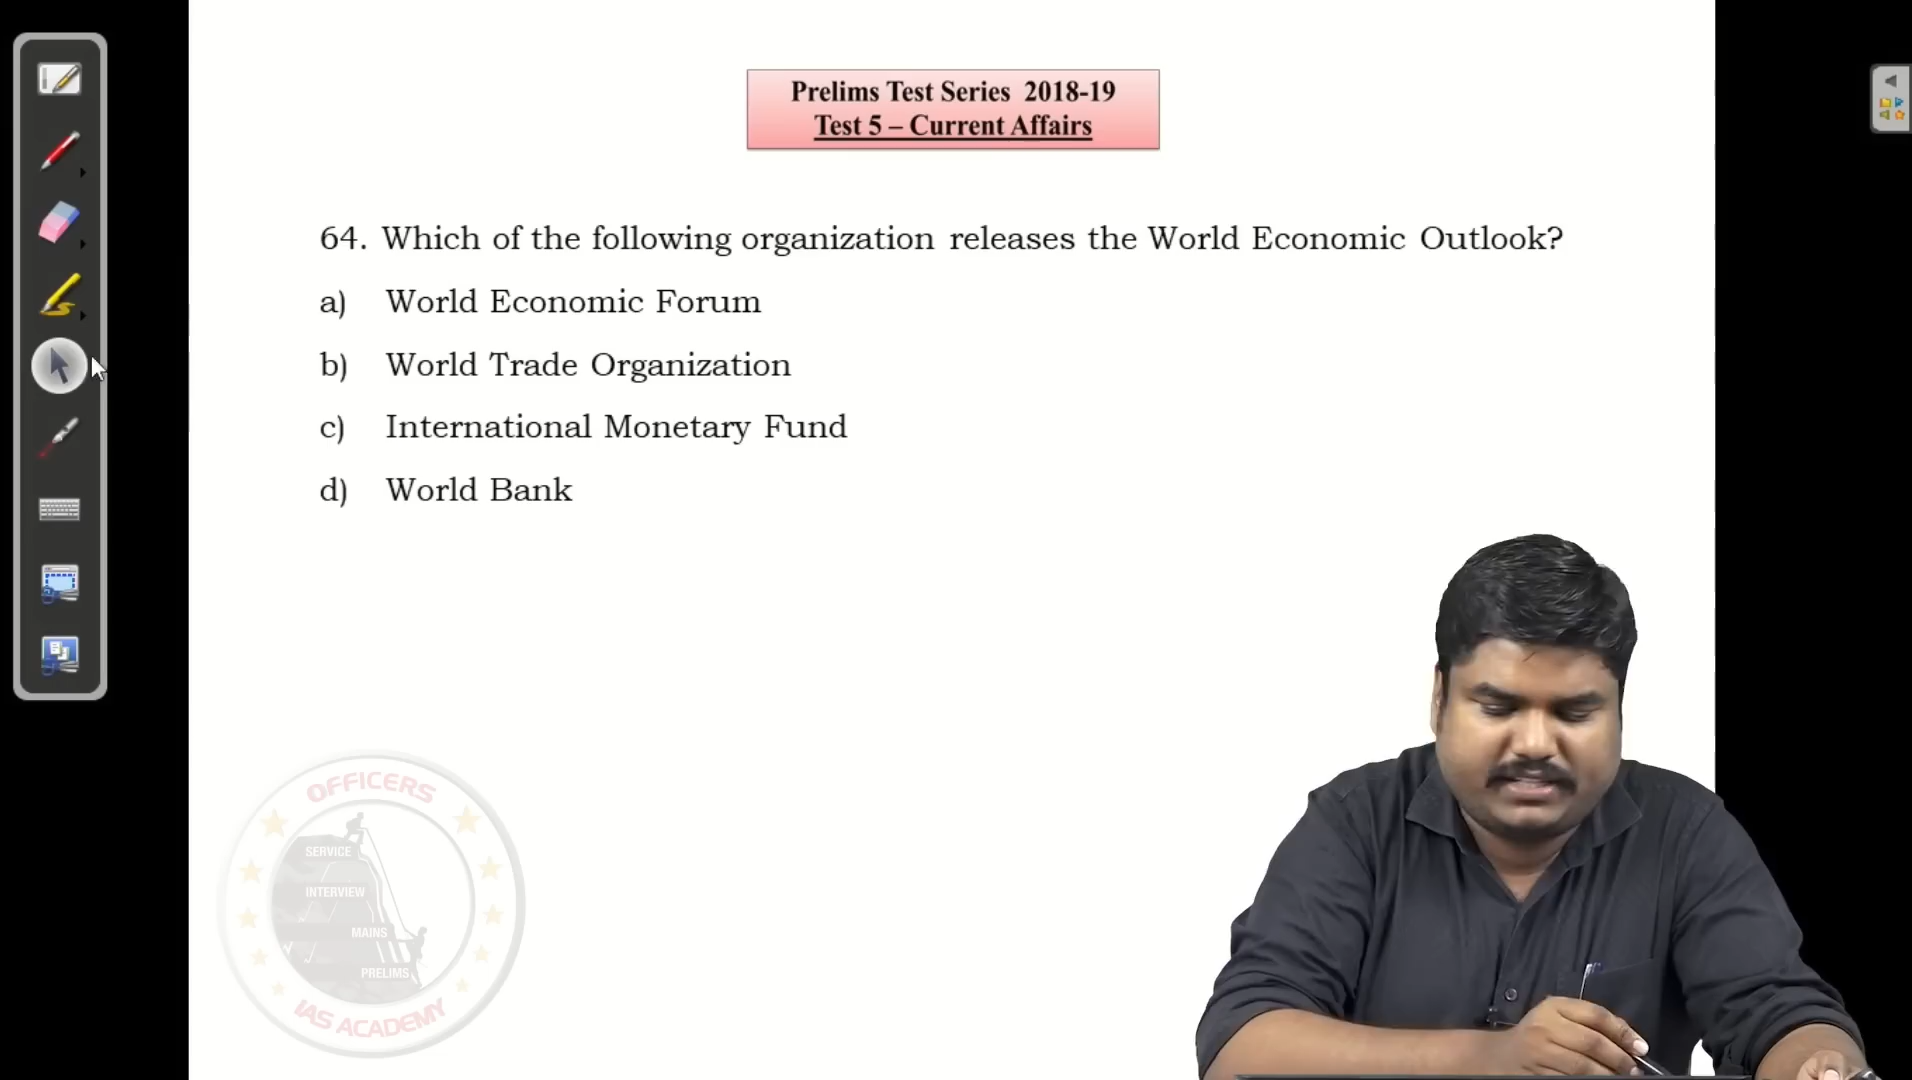 Prelims Test Series 2018-19
Test 5 – Current Affairs
64. Which of the following organization releases the World Economic Outlook?
a) World Economic Forum
b) World Trade Organization
c) International Monetary Fund
d) World Bank
OFFICERS
SERVICE
INTERVIEW
MAINS
PRELIMS
IAS ACADEMY